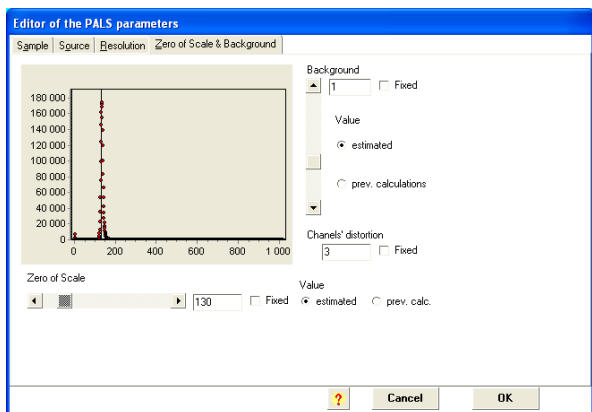 Editor of the PALS parameters
Sample Source Resolution Zero of Scale & Background
Background
1 Fixed
Value
estimated
prev. calculations
180 000
160 000
140 000
120 000
100 000
80 000
60 000
40 000
20 000
0
0 200 400 600 800 1 000
Chanels' distortion
3 Fixed
Zero of Scale
130 Fixed
Value
estimated prev. calc.
? Cancel OK